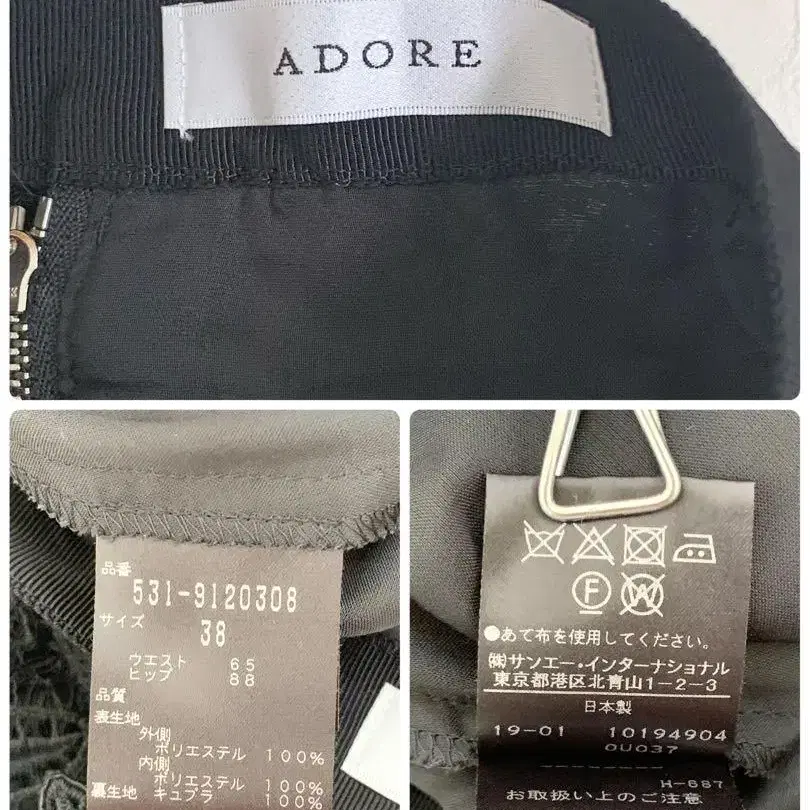 ADORE
品番
531-9120308
サイズ
38
ウエスト 65
ヒップ 88
品質
表生地
外側
ポリエステル 100%
内側
ポリエステル 100%
裏生地 キュプラ 100%
F
W
●あて布を使用してください。
㈱サンエー・インターナショナル
東京都港区北青山1-2-3
日本製
19-01 10194904
0U037
--------
H-687
お取扱い上のご注意